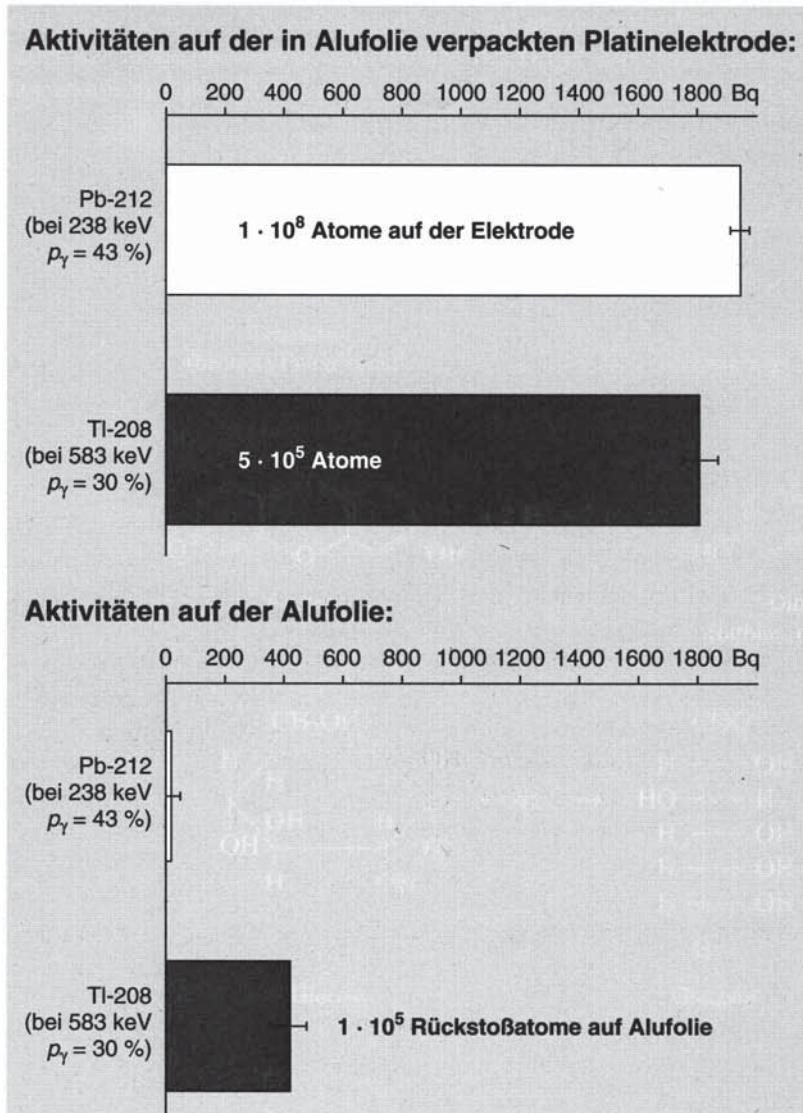 Aktivitäten auf der in Alufolie verpackten Platinelektrode:
0 200 400 600 800 1000 1200 1400 1600 1800 Bq
Pb-212
(bei 238 keV
pγ = 43 %)
1 · 10⁸ Atome auf der Elektrode
Tl-208
(bei 583 keV
pγ = 30 %)
5 · 10⁵ Atome
Aktivitäten auf der Alufolie:
0 200 400 600 800 1000 1200 1400 1600 1800 Bq
Pb-212
(bei 238 keV
pγ = 43 %)
Tl-208
(bei 583 keV
pγ = 30 %)
1 · 10⁵ Rückstoßatome auf Alufolie